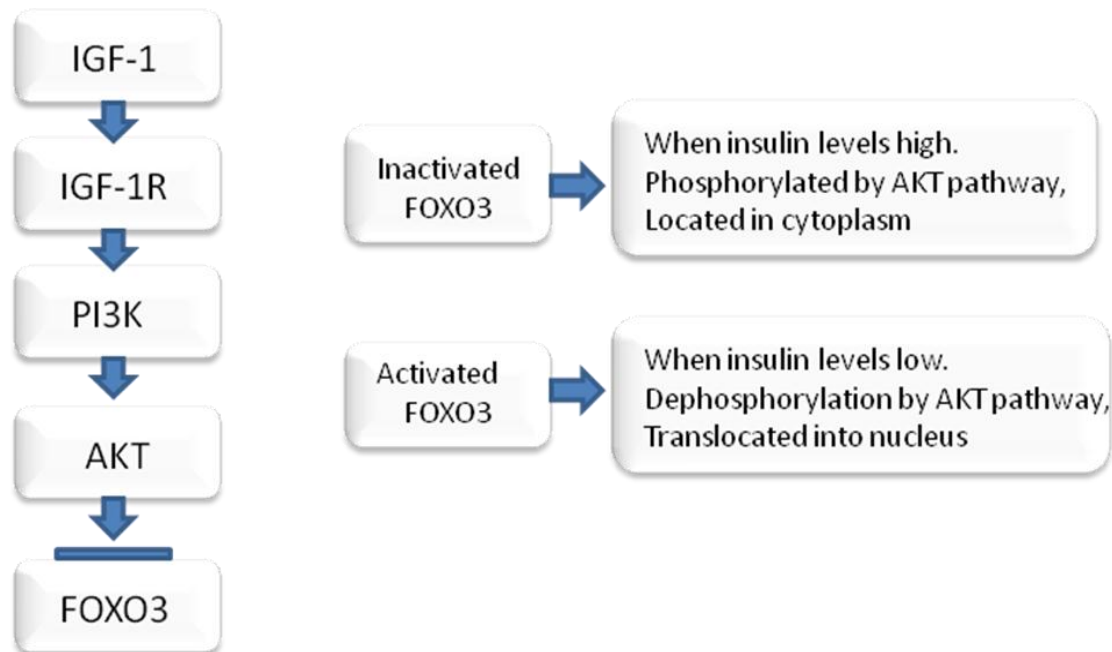 IGF-1
IGF-1R
PI3K
AKT
FOXO3
Inactivated
FOXO3
When insulin levels high.
Phosphorylated by AKT pathway,
Located in cytoplasm
Activated
FOXO3
When insulin levels low.
Dephosphorylation by AKT pathway,
Translocated into nucleus